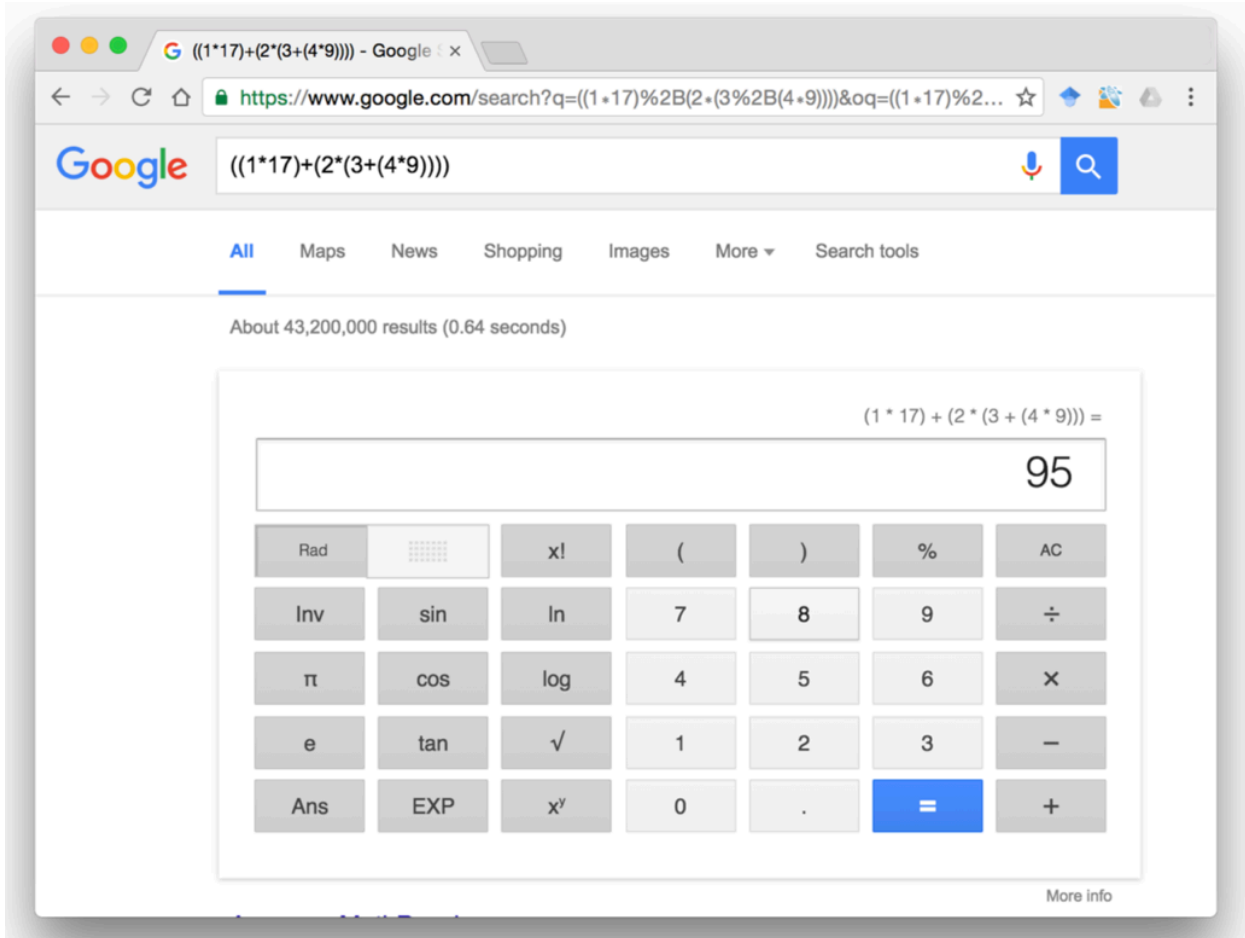 ((1*17)+(2*(3+(4*9)))) - Google
https://www.google.com/search?q=((1*17)%2B(2*(3%2B(4*9))))&oq=((1*17)%2...
Google ((1*17)+(2*(3+(4*9))))
All Maps News Shopping Images More Search tools
About 43,200,000 results (0.64 seconds)
(1 * 17) + (2 * (3 + (4 * 9))) =
95
Rad x! ( ) % AC
Inv sin ln 7 8 9 ÷
π cos log 4 5 6 ×
e tan √ 1 2 3 −
Ans EXP xʸ 0 . = +
More info